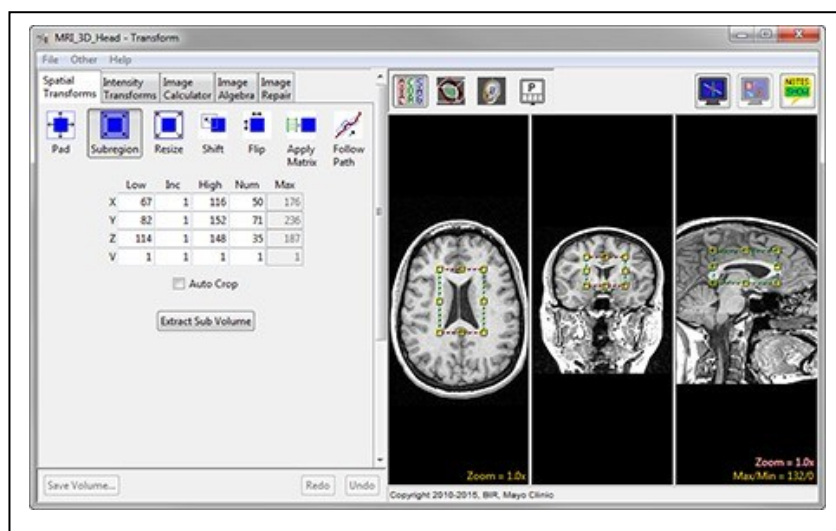 MRI_3D_Head - Transform
File Other Help
Spatial Transforms Intensity Transforms Image Calculator Image Algebra Image Repair
Pad Subregion Resize Shift Flip Apply Matrix Follow Path
Low Inc High Num Max
X 67 1 116 50 176
Y 82 1 152 71 236
Z 114 1 148 35 187
V 1 1 1 1 1
Auto Crop
Extract Sub Volume
Save Volume... Redo Undo
P
NOTES
SHOW
Zoom = 1.0x
Zoom = 1.0x
Max/Min = 132/0
Copyright 2010-2015, BIR, Mayo Clinic